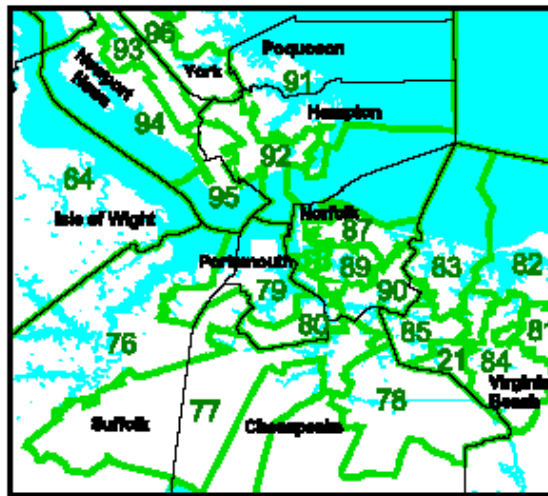 96
93
York
Poquoson
91
Newport
News
94
Hampton
92
64
95
Isle of Wight
Norfolk
87
Portsmouth
89
83
82
79
90
80
85
81
76
21
84
Virginia
Beach
77
78
Suffolk
Chesapeake